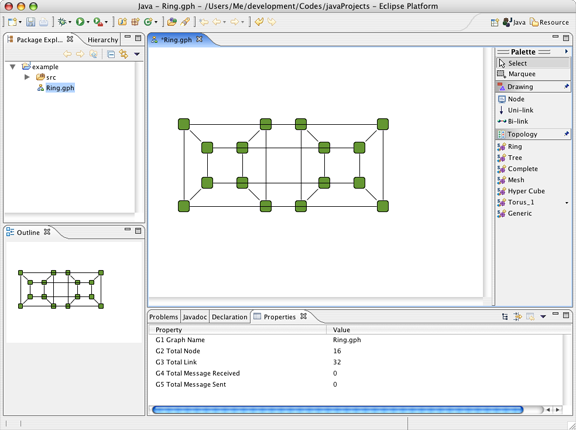 Java - Ring.gph - /Users/Me/development/Codes/javaProjects - Eclipse Platform
Java
Resource
Package Expl...
Hierarchy
example
src
Ring.gph
Outline
*Ring.gph
Palette
Select
Marquee
Drawing
Node
Uni-link
Bi-link
Topology
Ring
Tree
Complete
Mesh
Hyper Cube
Torus_1
Generic
Problems Javadoc Declaration Properties
Property Value
G1 Graph Name Ring.gph
G2 Total Node 16
G3 Total Link 32
G4 Total Message Received 0
G5 Total Message Sent 0